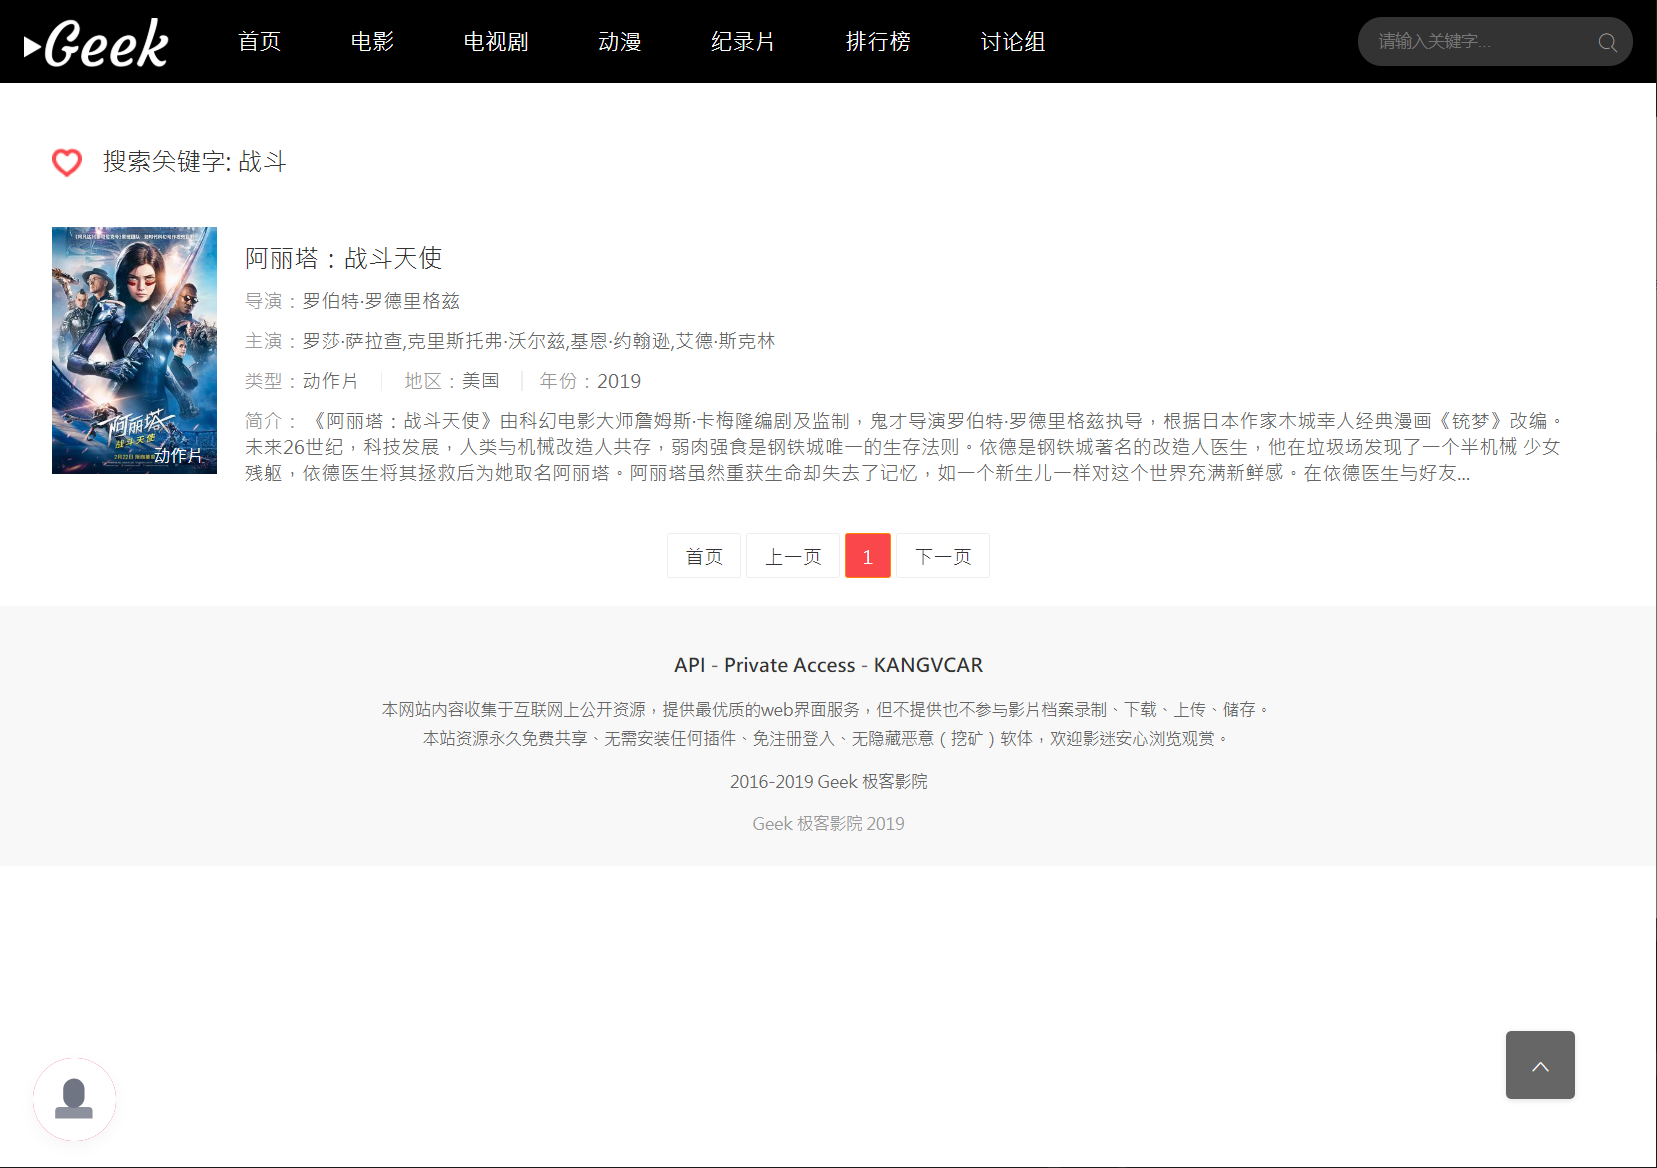 Geek
首页 电影 电视剧 动漫 纪录片 排行榜 讨论组
请输入关键字...
搜索关键字: 战斗
阿丽塔
战斗天使
动作片
阿丽塔：战斗天使
导演：罗伯特·罗德里格兹
主演：罗莎·萨拉查,克里斯托弗·沃尔兹,基恩·约翰逊,艾德·斯克林
类型：动作片 地区：美国 年份：2019
简介： 《阿丽塔：战斗天使》由科幻电影大师詹姆斯·卡梅隆编剧及监制，鬼才导演罗伯特·罗德里格兹执导，根据日本作家木城幸人经典漫画《铳梦》改编。
未来26世纪，科技发展，人类与机械改造人共存，弱肉强食是钢铁城唯一的生存法则。依德是钢铁城著名的改造人医生，他在垃圾场发现了一个半机械 少女
残躯，依德医生将其拯救后为她取名阿丽塔。阿丽塔虽然重获生命却失去了记忆，如一个新生儿一样对这个世界充满新鲜感。在依德医生与好友...
首页 上一页 1 下一页
API - Private Access - KANGVCAR
本网站内容收集于互联网上公开资源，提供最优质的web界面服务，但不提供也不参与影片档案录制、下载、上传、储存。
本站资源永久免费共享、无需安装任何插件、免注册登入、无隐藏恶意（挖矿）软体，欢迎影迷安心浏览观赏。
2016-2019 Geek 极客影院
Geek 极客影院 2019